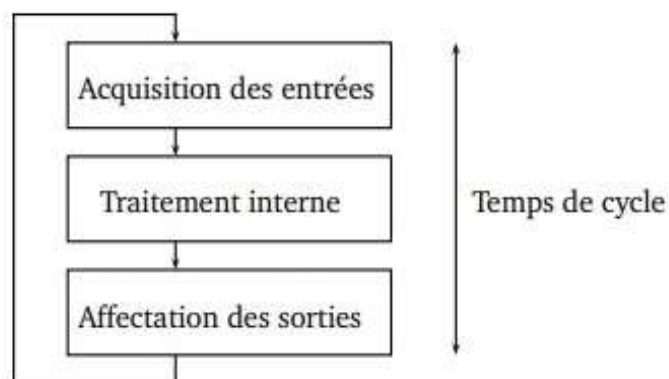 Acquisition des entrées
Traitement interne
Temps de cycle
Affectation des sorties